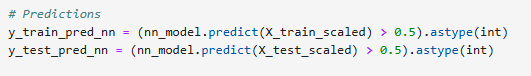 # Predictions
y_train_pred_nn = (nn_model.predict(X_train_scaled) > 0.5).astype(int)
y_test_pred_nn = (nn_model.predict(X_test_scaled) > 0.5).astype(int)